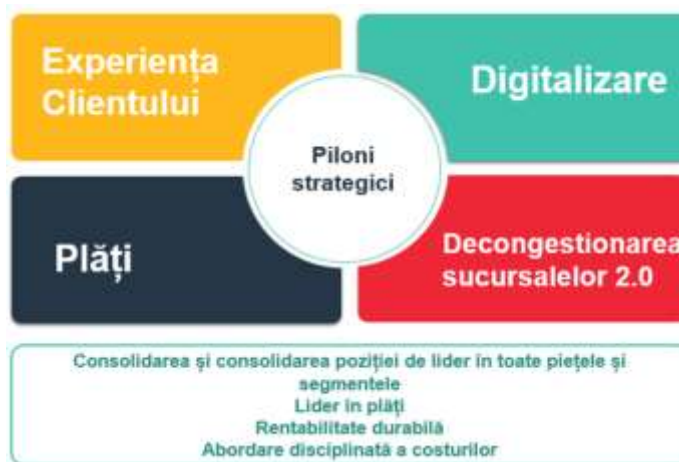 Experiența
Clientului
Digitalizare
Piloni
strategici
Plăți
Decongestionarea
sucursalelor 2.0
Consolidarea și consolidarea poziției de lider în toate piețele și
segmentele
Lider în plăți
Rentabilitate durabilă
Abordare disciplinată a costurilor